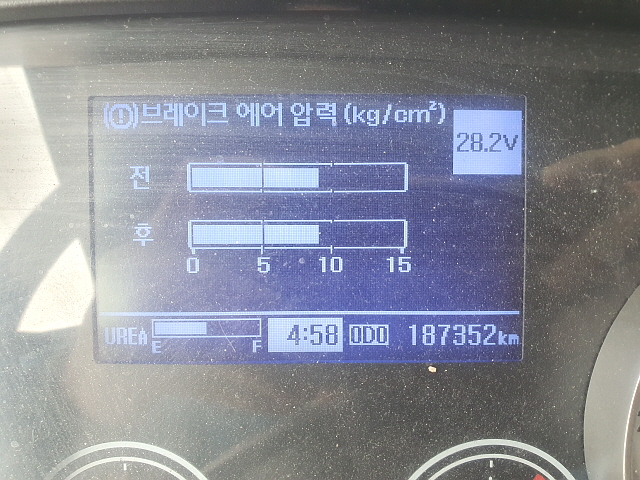 (!)브레이크 에어 압력(kg/cm²)
28.2V
전
후
0 5 10 15
UREA E F 4:58 ODO 187352km